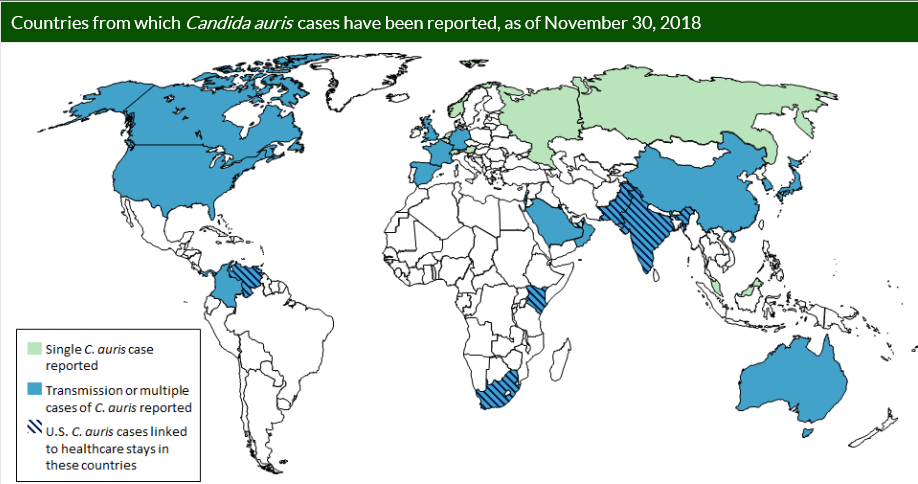 Countries from which Candida auris cases have been reported, as of November 30, 2018
Single C. auris case
reported
Transmission or multiple
cases of C. auris reported
U.S. C. auris cases linked
to healthcare stays in
these countries